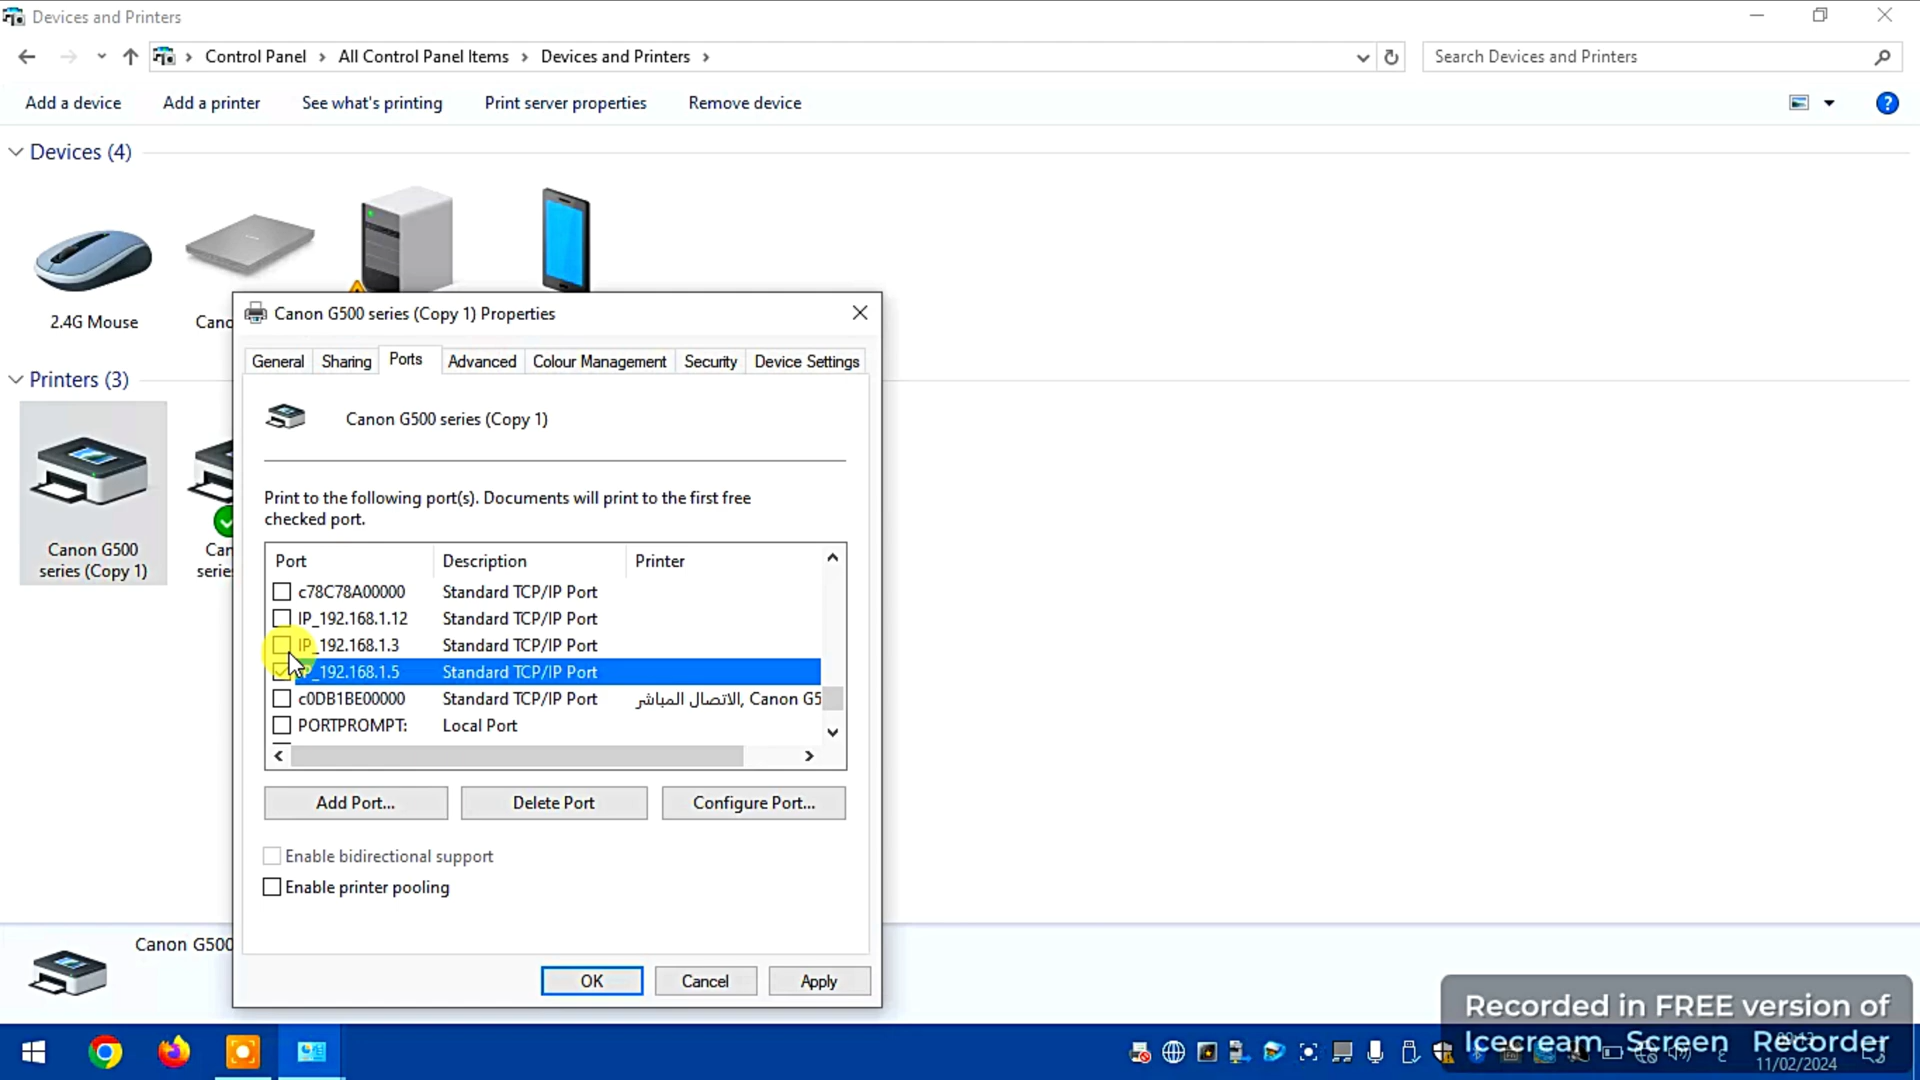 Devices and Printers
Control Panel
All Control Panel Items
Devices and Printers
Search Devices and Printers
Add a device
Add a printer
See what's printing
Print server properties
Remove device
Devices (4)
2.4G Mouse
Printers (3)
Canon G500
series (Copy 1)
Canon G500 series (Copy 1) Properties
General
Sharing
Ports
Advanced
Colour Management
Security
Device Settings
Canon G500 series (Copy 1)
Print to the following port(s). Documents will print to the first free
checked port.
Port Description Printer
c78C78A00000 Standard TCP/IP Port
IP_192.168.1.12 Standard TCP/IP Port
IP_192.168.1.3 Standard TCP/IP Port
_192.168.1.5 Standard TCP/IP Port
c0DB1BE00000 Standard TCP/IP Port الاتصال المباشر, Canon G5
PORTPROMPT: Local Port
Add Port...
Delete Port
Configure Port...
Enable bidirectional support
Enable printer pooling
OK
Cancel
Apply
Canon G500
Recorded in FREE version of
Icecream Screen Recorder
11/02/2024